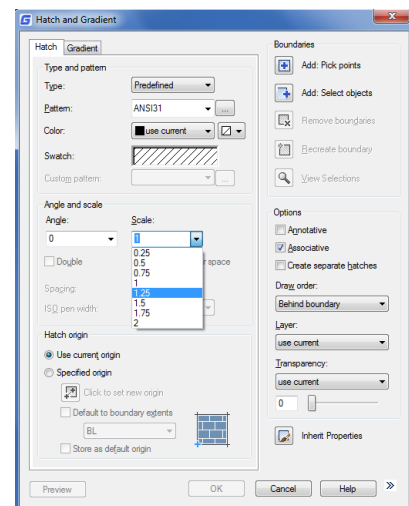 Hatch and Gradient
Hatch Gradient
Type and pattern
Type: Predefined
Pattern: ANSI31 ...
Color: use current
Swatch:
Custom pattern: ...
Angle and scale
Angle: Scale:
0 1
0.25
Double 0.5 space
0.75
1
Spacing: 1.25
ISO pen width: 1.5
1.75
2
Hatch origin
Use current origin
Specified origin
Click to set new origin
Default to boundary extents
BL
Store as default origin
Boundaries
Add: Pick points
Add: Select objects
Remove boundaries
Recreate boundary
View Selections
Options
Annotative
Associative
Create separate hatches
Draw order:
Behind boundary
Layer:
use current
Transparency:
use current
0
Inherit Properties
Preview OK Cancel Help